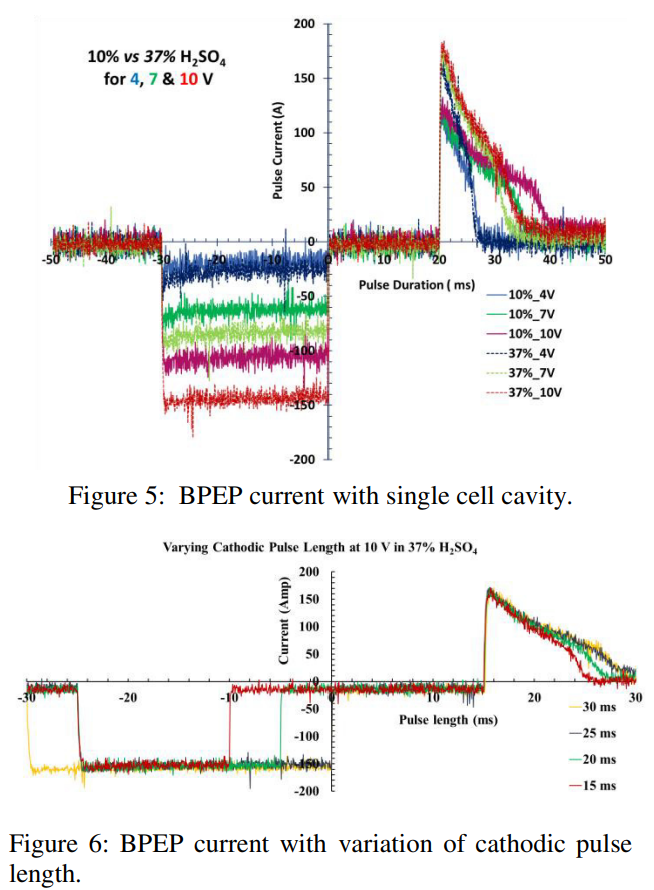 10% vs 37% H₂SO₄
for 4, 7 & 10 V
Pulse Current (A)
200
150
100
50
0
-50
-100
-150
-200
-50 -40 -30 -20 -10 0 10 20 30 40 50
Pulse Duration ( ms)
10%_4V
10%_7V
10%_10V
37%_4V
37%_7V
37%_10V
Figure 5: BPEP current with single cell cavity.
Varying Cathodic Pulse Length at 10 V in 37% H₂SO₄
Current (Amp)
200
150
100
50
0
-50
-100
-150
-200
-30 -20 -10 0 10 20 30
Pulse length (ms)
30 ms
25 ms
20 ms
15 ms
Figure 6: BPEP current with variation of cathodic pulse
length.